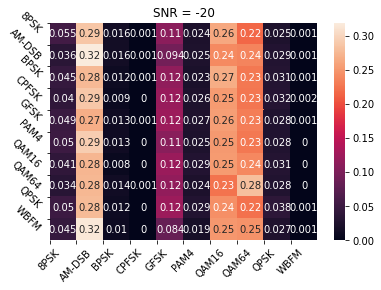 SNR = -20
8PSK 0.055 0.29 0.016 0.001 0.11 0.024 0.26 0.22 0.025 0.001
AM-DSB 0.036 0.32 0.016 0.001 0.094 0.025 0.24 0.24 0.029 0.001
BPSK 0.045 0.28 0.012 0.001 0.12 0.023 0.27 0.23 0.031 0.001
CPFSK 0.04 0.29 0.009 0 0.12 0.026 0.25 0.23 0.032 0.002
GFSK 0.049 0.27 0.013 0.001 0.12 0.027 0.25 0.24 0.028 0.001
PAM4 0.05 0.29 0.013 0 0.12 0.022 0.25 0.23 0.028 0
QAM16 0.041 0.28 0.008 0 0.12 0.029 0.25 0.24 0.031 0
QAM64 0.034 0.28 0.014 0.001 0.12 0.024 0.23 0.28 0.028 0
QPSK 0.05 0.28 0.012 0 0.12 0.029 0.24 0.22 0.038 0.001
WBFM 0.045 0.32 0.01 0 0.084 0.019 0.25 0.25 0.027 0.001
8PSK AM-DSB BPSK CPFSK GFSK PAM4 QAM16 QAM64 QPSK WBFM
0.30
0.25
0.20
0.15
0.10
0.05
0.00